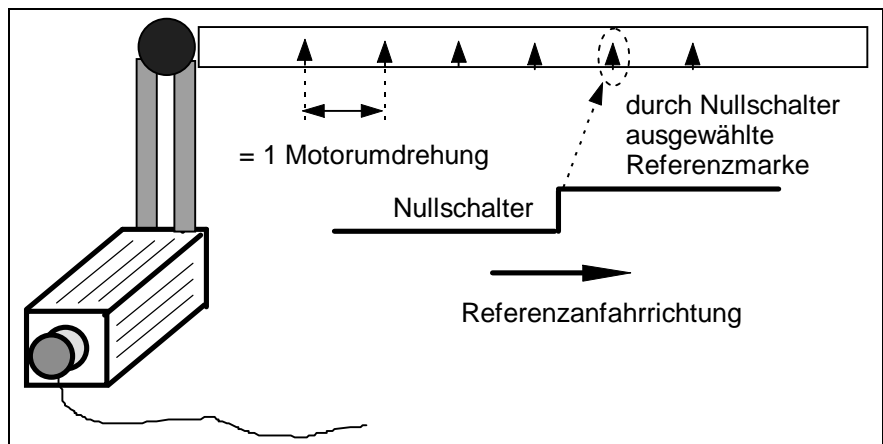 durch Nullschalter
ausgewählte
Referenzmarke
= 1 Motorumdrehung
Nullschalter
Referenzanfahrrichtung